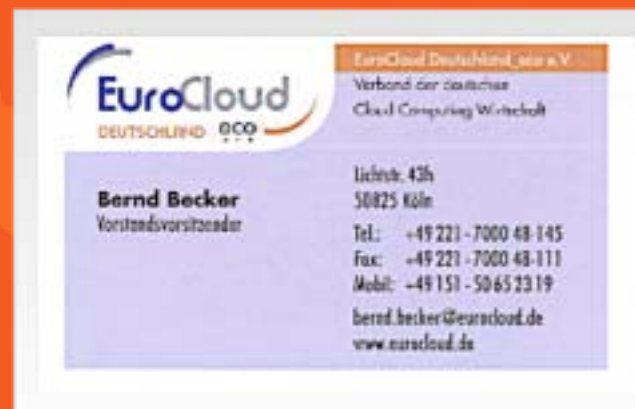 EuroCloud
DEUTSCHLAND eco
EuroCloud Deutschland_eco e.V.
Verband der deutschen
Cloud Computing Wirtschaft
Bernd Becker
Vorstandsvorsitzender
Lichtstr. 43h
50825 Köln
Tel.: +49 221 - 7000 48-145
Fax: +49 221 - 7000 48-111
Mobil: +49 151 - 50 65 23 19
bernd.becker@eurocloud.de
www.eurocloud.de